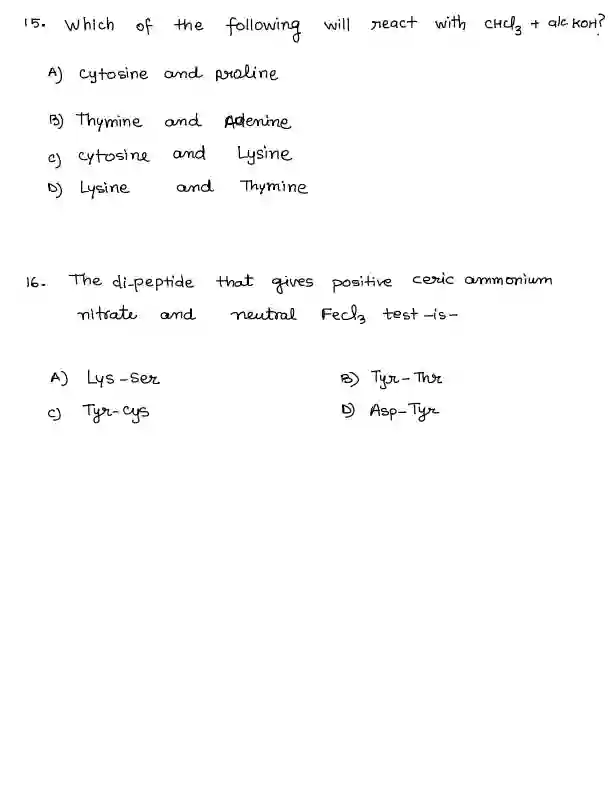 15. Which of the following will react with CHCl3 + alc. KOH?
A) Cytosine and proline
B) Thymine and Adenine
C) cytosine and Lysine
D) Lysine and Thymine
16. The di-peptide that gives positive ceric ammonium
nitrate and neutral FeCl3 test -is-
A) Lys-Ser
B) Tyr-Thr
C) Tyr-Cys
D) Asp-Tyr